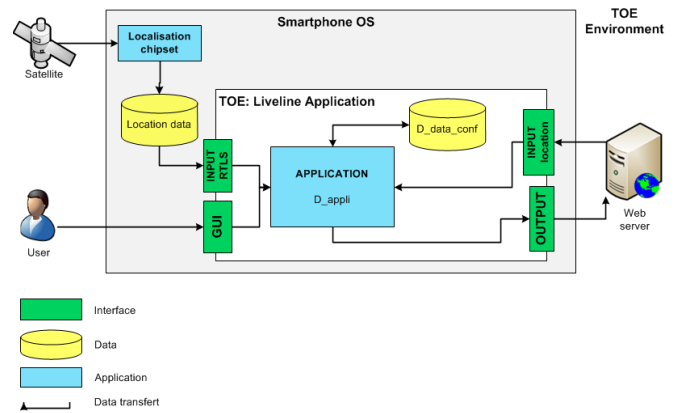 Smartphone OS
TOE
Environment
Localisation
chipset
Satellite
TOE: Liveline Application
Location data
D_data_conf
INPUT
RTLS
INPUT
location
APPLICATION
D_appli
GUI
OUTPUT
Web
server
User
Interface
Data
Application
Data transfert